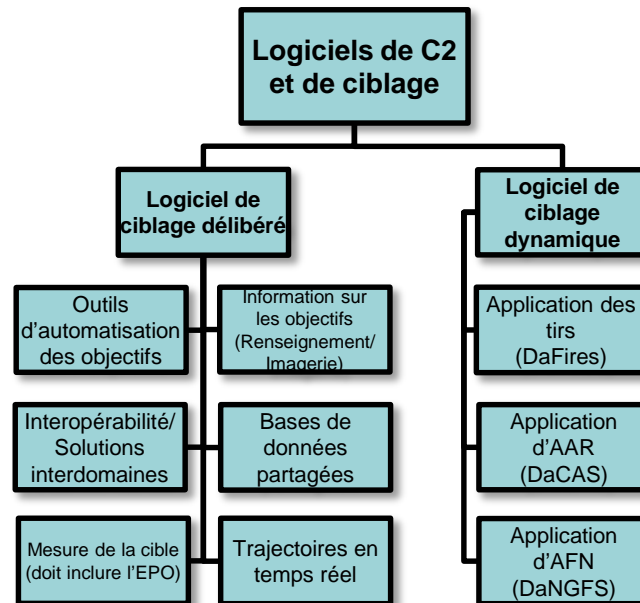 Logiciels de C2
et de ciblage
Logiciel de
ciblage délibéré
Logiciel de
ciblage
dynamique
Outils
d’automatisation
des objectifs
Information sur
les objectifs
(Renseignement/
Imagerie)
Application des
tirs
(DaFires)
Interopérabilité/
Solutions
interdomaines
Bases de
données
partagées
Application
d’AAR
(DaCAS)
Mesure de la cible
(doit inclure l’EPO)
Trajectoires en
temps réel
Application
d’AFN
(DaNGFS)